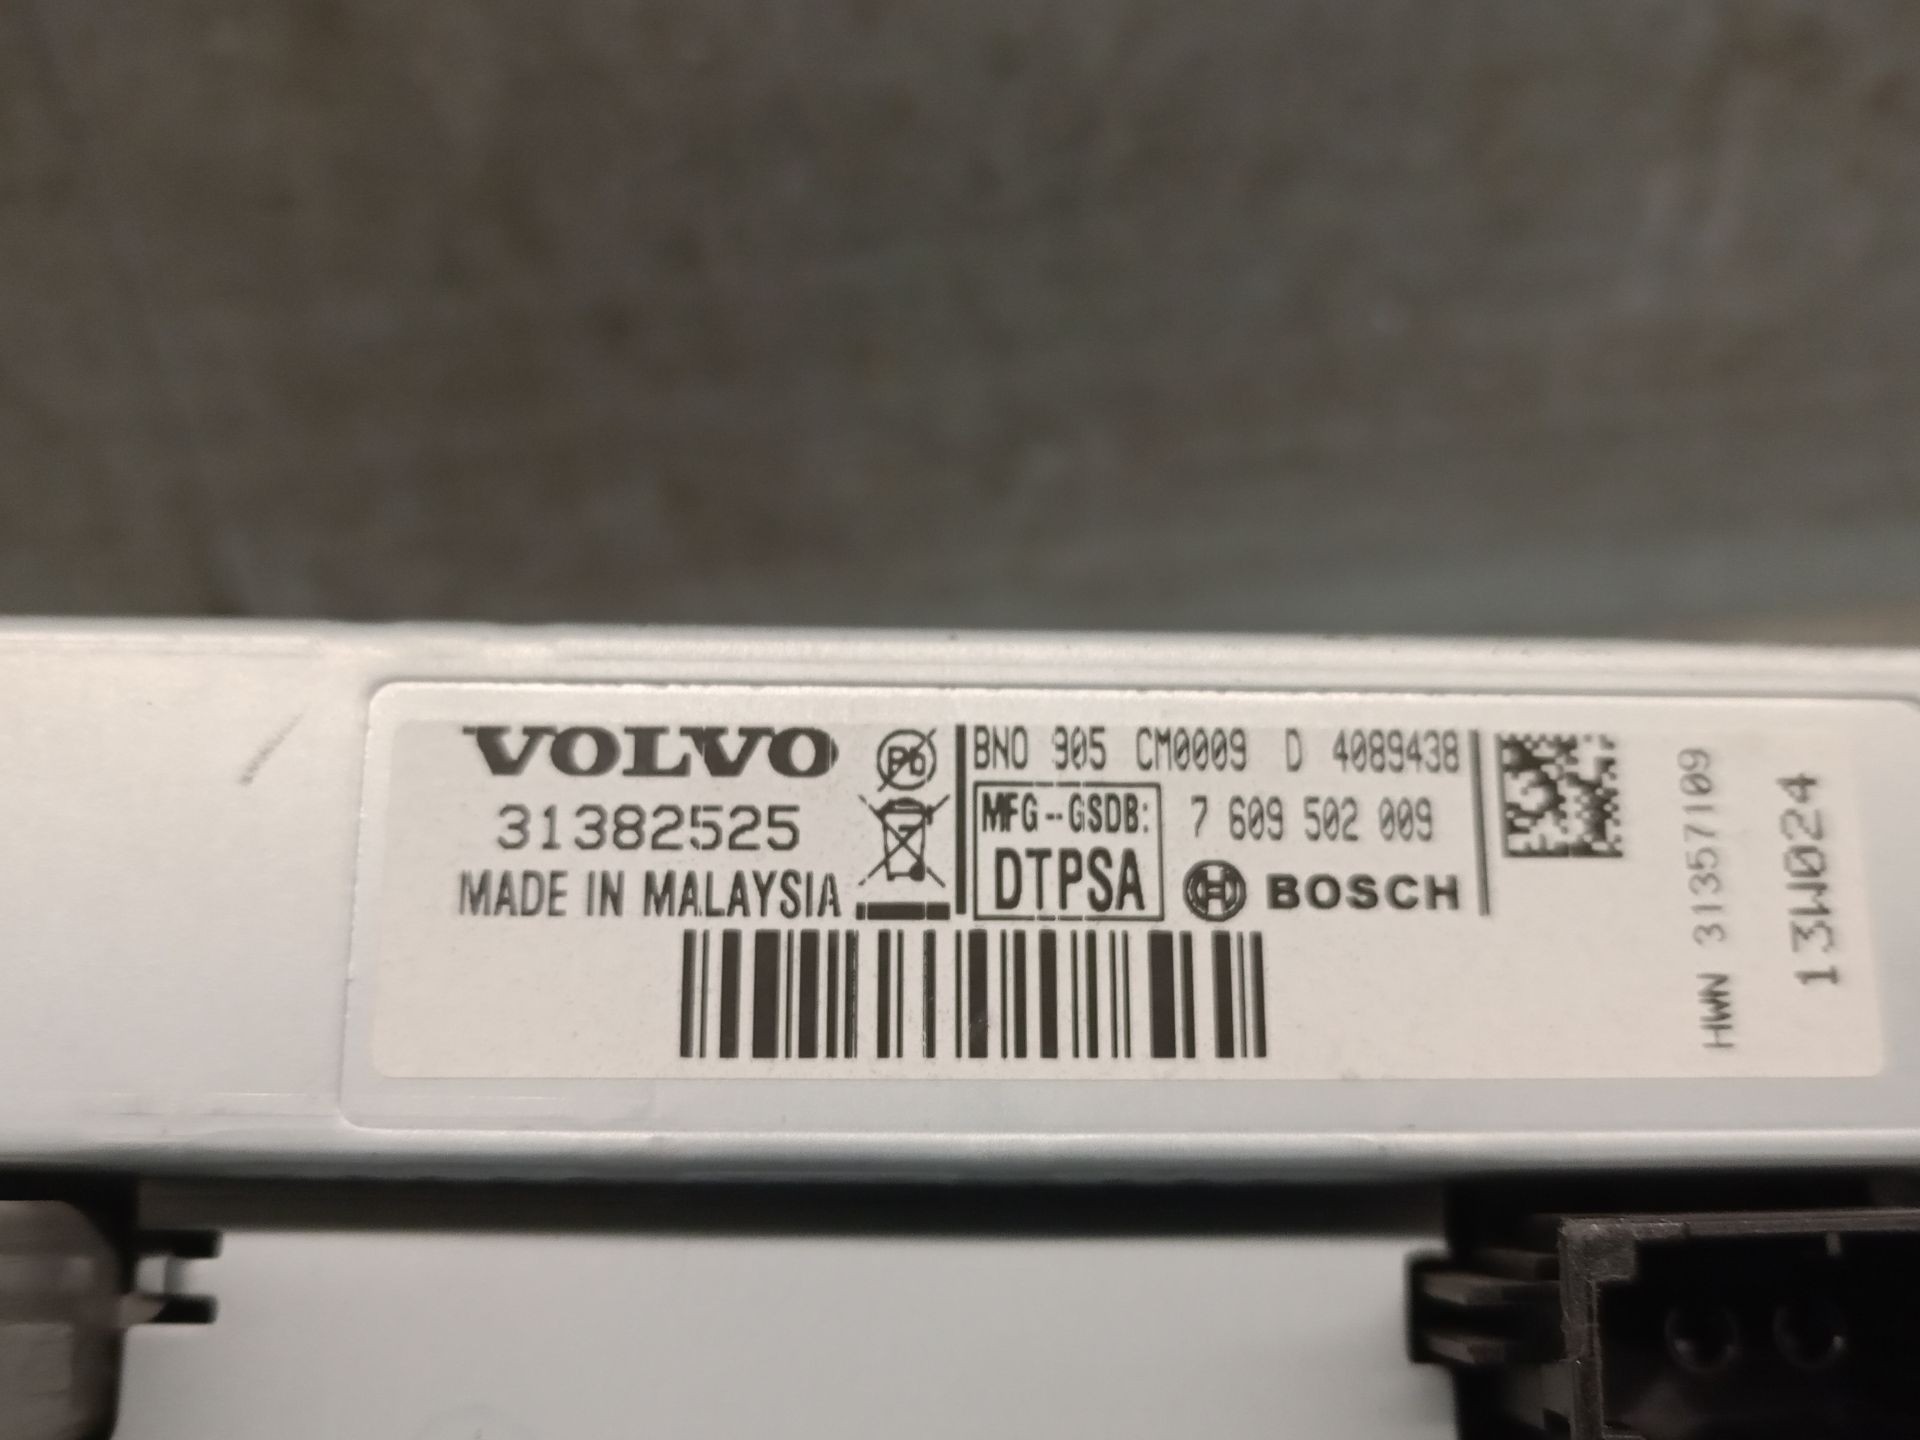 VOLVO
31382525
MADE IN MALAYSIA
Pb
BNO 905 CM0009 D 4089438
MFG--GSDB:
DTPSA
7 609 502 009
BOSCH
HWN 31357109
13W024